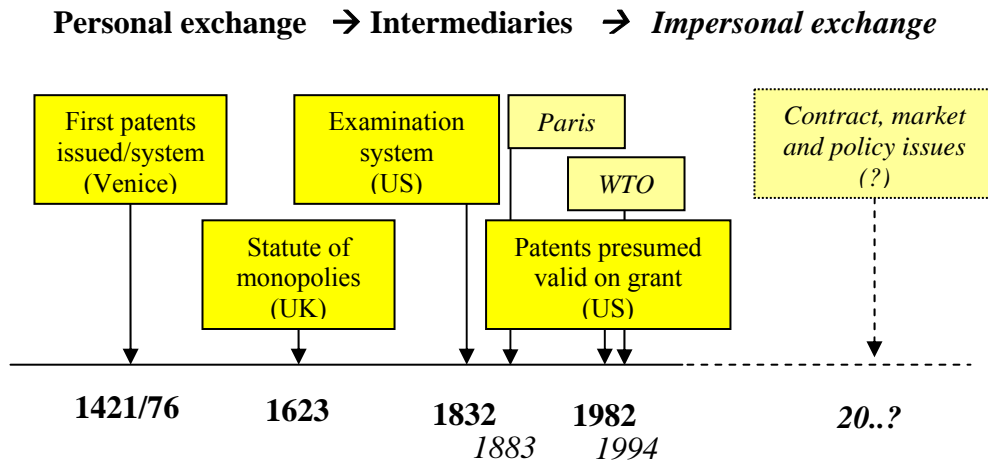 Personal exchange → Intermediaries → Impersonal exchange
First patents
issued/system
(Venice)
Examination
system
(US)
Paris
WTO
Contract, market
and policy issues
(?)
Statute of
monopolies
(UK)
Patents presumed
valid on grant
(US)
1421/76
1623
1832
1982
20..?
1883
1994